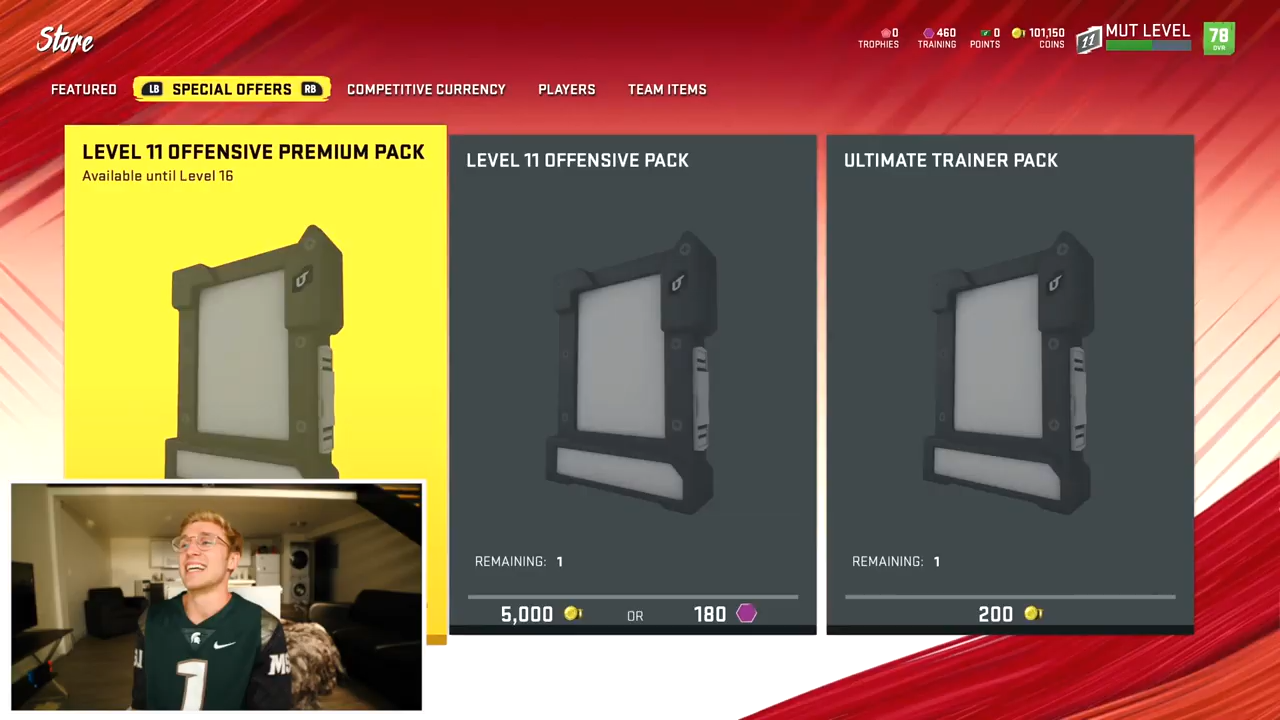 Store
0
TROPHIES
460
TRAINING
0
POINTS
101,150
COINS
11
MUT LEVEL
78
OVR
FEATURED
LB SPECIAL OFFERS RB
COMPETITIVE CURRENCY
PLAYERS
TEAM ITEMS
LEVEL 11 OFFENSIVE PREMIUM PACK
Available until Level 16
LEVEL 11 OFFENSIVE PACK
REMAINING: 1
5,000 OR 180
ULTIMATE TRAINER PACK
REMAINING: 1
200
1
MS